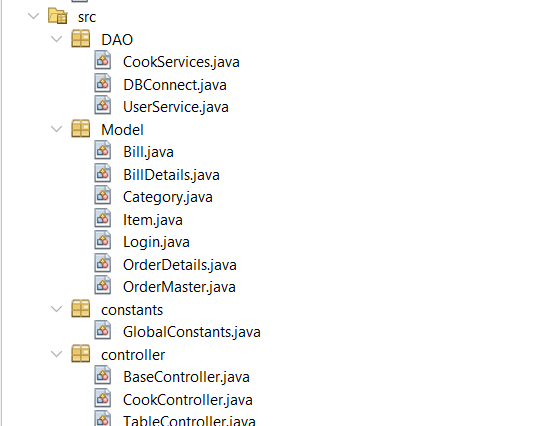 src
DAO
CookServices.java
DBConnect.java
UserService.java
Model
Bill.java
BillDetails.java
Category.java
Item.java
Login.java
OrderDetails.java
OrderMaster.java
constants
GlobalConstants.java
controller
BaseController.java
CookController.java
TableController.java